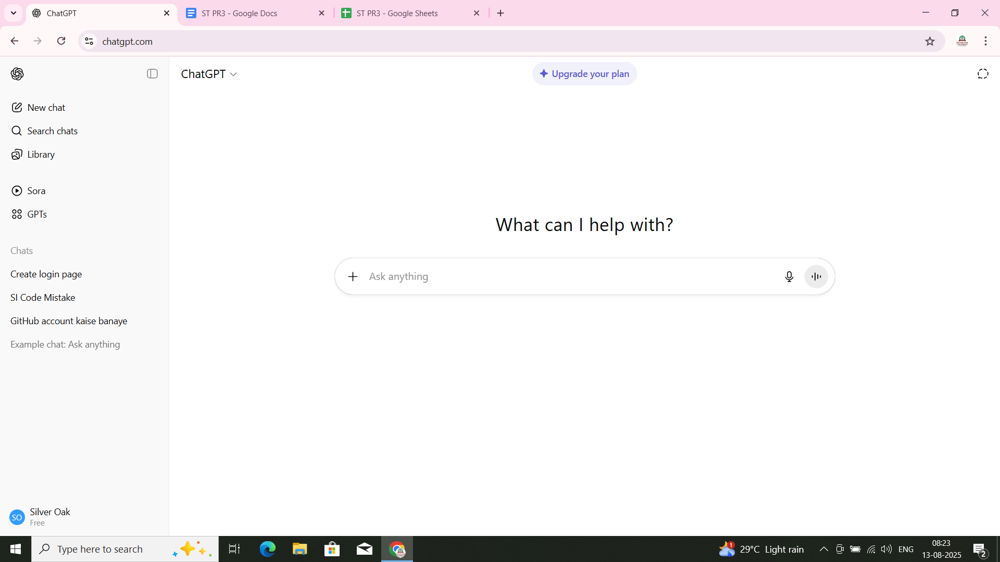 ChatGPT
ST PR3 - Google Docs
ST PR3 - Google Sheets
chatgpt.com
ChatGPT
Upgrade your plan
New chat
Search chats
Library
Sora
GPTs
What can I help with?
Ask anything
Chats
Create login page
SI Code Mistake
GitHub account kaise banaye
Example chat: Ask anything
SO
Silver Oak
Free
Type here to search
1
29°C Light rain
ENG
08:23
13-08-2025
2